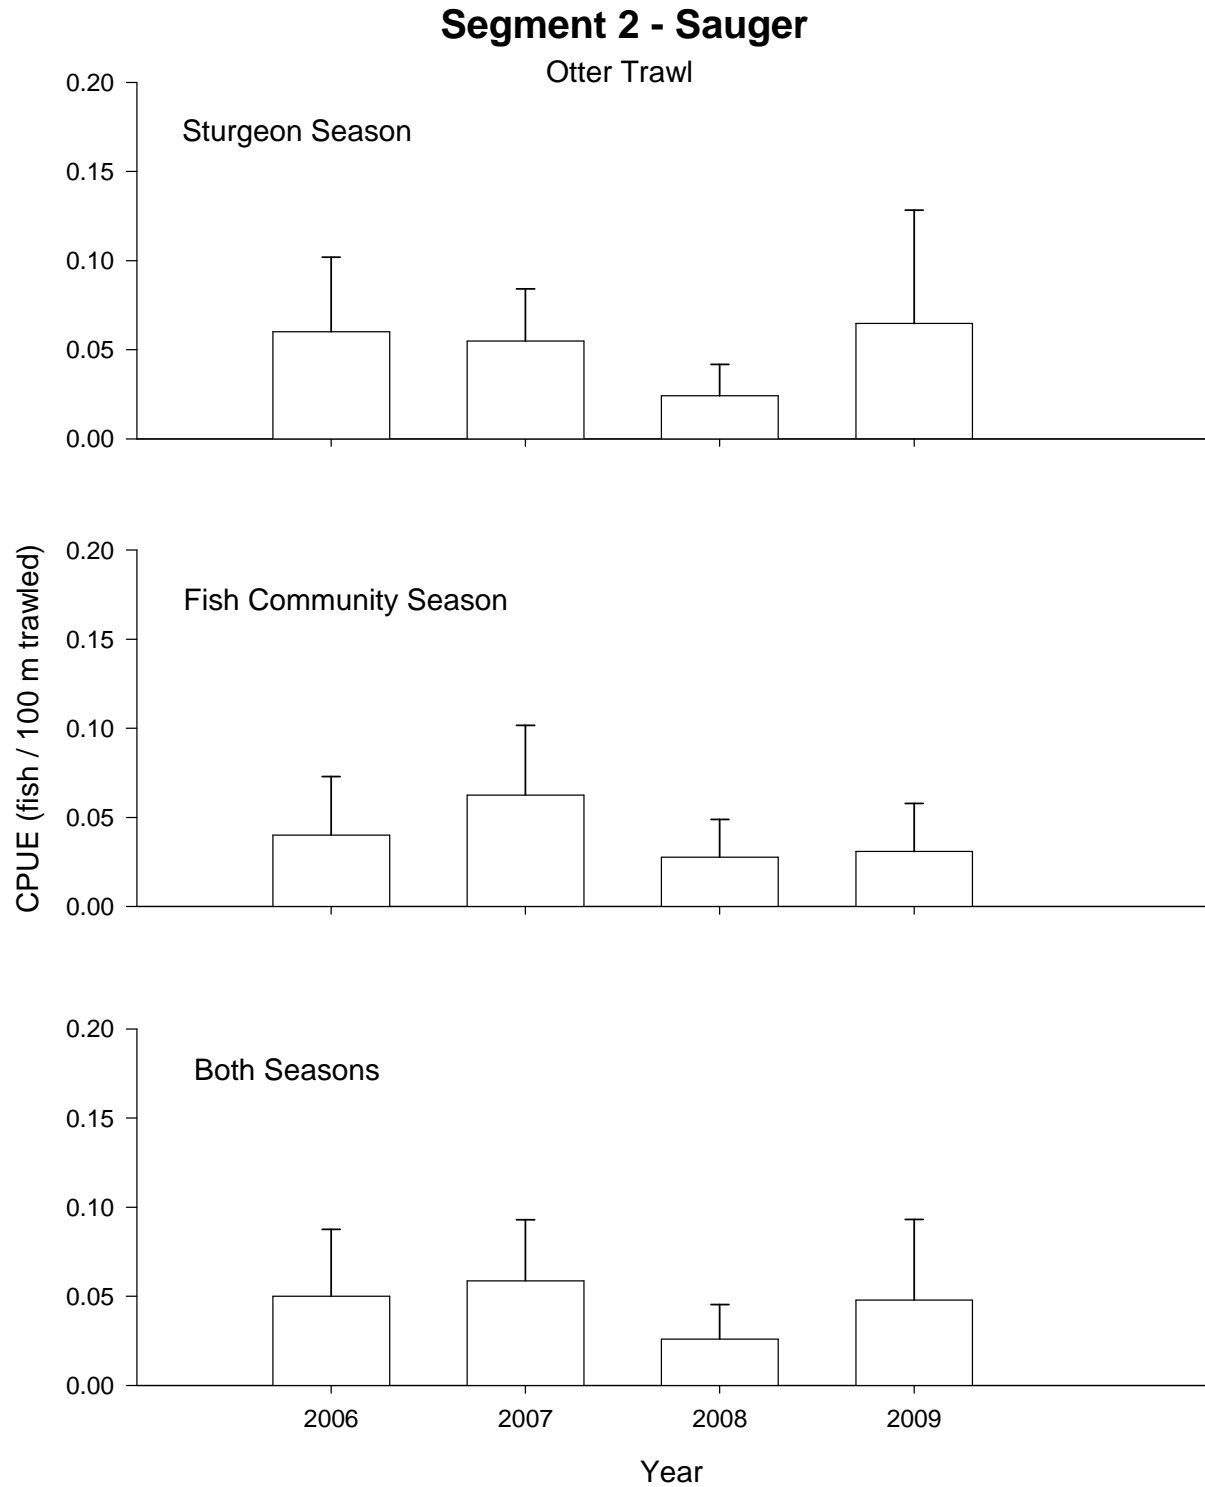 Segment 2 - Sauger
Otter Trawl
Sturgeon Season
0.20
0.15
0.10
0.05
0.00
CPUE (fish / 100 m trawled)
Fish Community Season
0.20
0.15
0.10
0.05
0.00
Both Seasons
0.20
0.15
0.10
0.05
0.00
2006 2007 2008 2009
Year